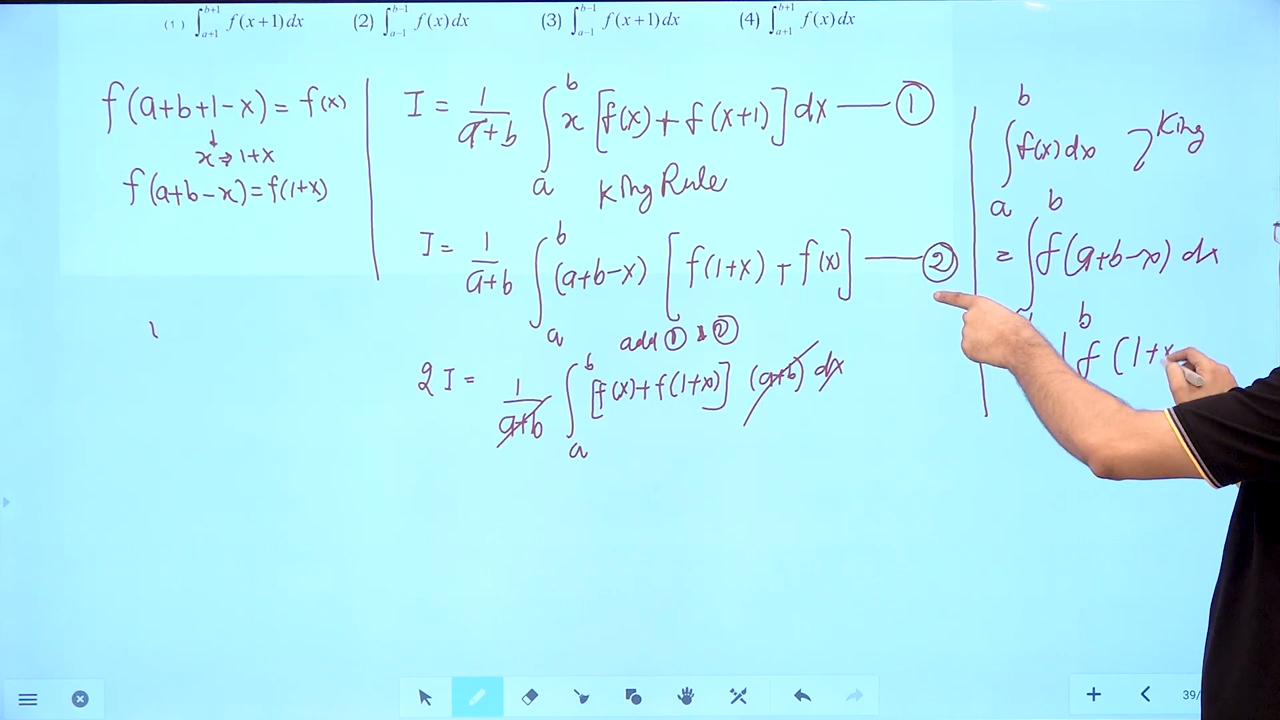 (1) ∫_{a+1}^{b+1} f(x+1)dx (2) ∫_{a-1}^{b-1} f(x)dx (3) ∫_{a-1}^{b-1} f(x+1)dx (4) ∫_{a+1}^{b+1} f(x)dx
f(a+b+1-x) = f(x)
↓
x → 1+x
f(a+b-x) = f(1+x)
I = 1/(a+b) ∫_a^b x [f(x) + f(x+1)] dx — ①
King Rule
I = 1/(a+b) ∫_a^b (a+b-x) [f(1+x) + f(x)] — ②
add ① & ②
2I = 1/(a+b) ∫_a^b [f(x) + f(1+x)] (a+b) dx
∫_a^b f(x) dx } King
= ∫ ^b f(a+b-x) dx
^b f(1+x
39/